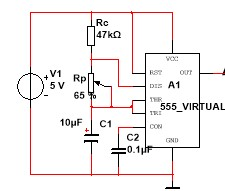 Rc
47kΩ
VCC
V1
5 V
Rp
65 %
RST
OUT
A1
DIS
THR
TRI
555_VIRTUAL
10µF
C1
CON
C2
0.1µF
GND